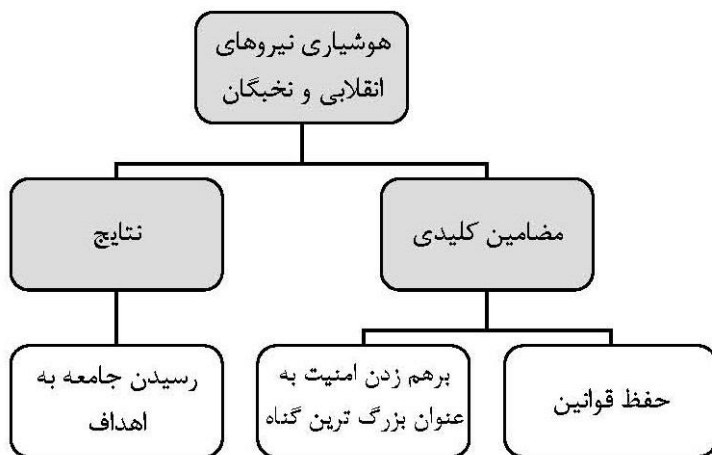 هوشیاری نیروهای
انقلابی و نخبگان
مضامین کلیدی
نتایج
حفظ قوانین
برهم زدن امنیت به
عنوان بزرگ ترین گناه
رسیدن جامعه به
اهداف